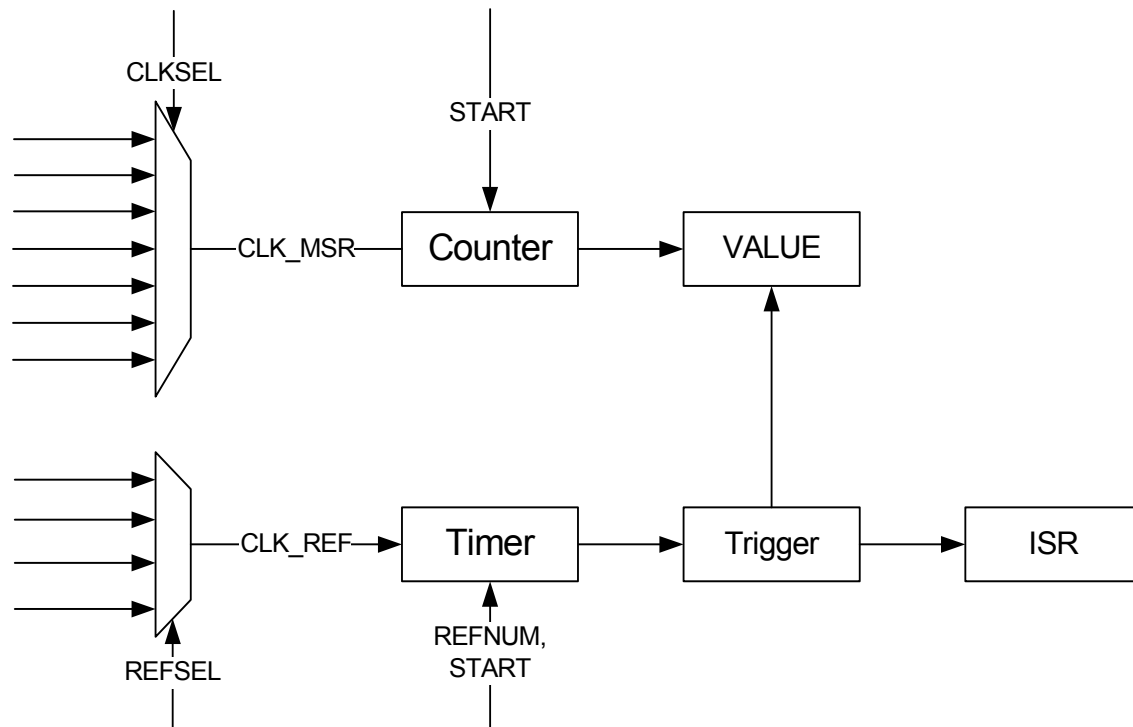 CLKSEL
START
CLK_MSR
Counter
VALUE
CLK_REF
Timer
Trigger
ISR
REFNUM,
START
REFSEL